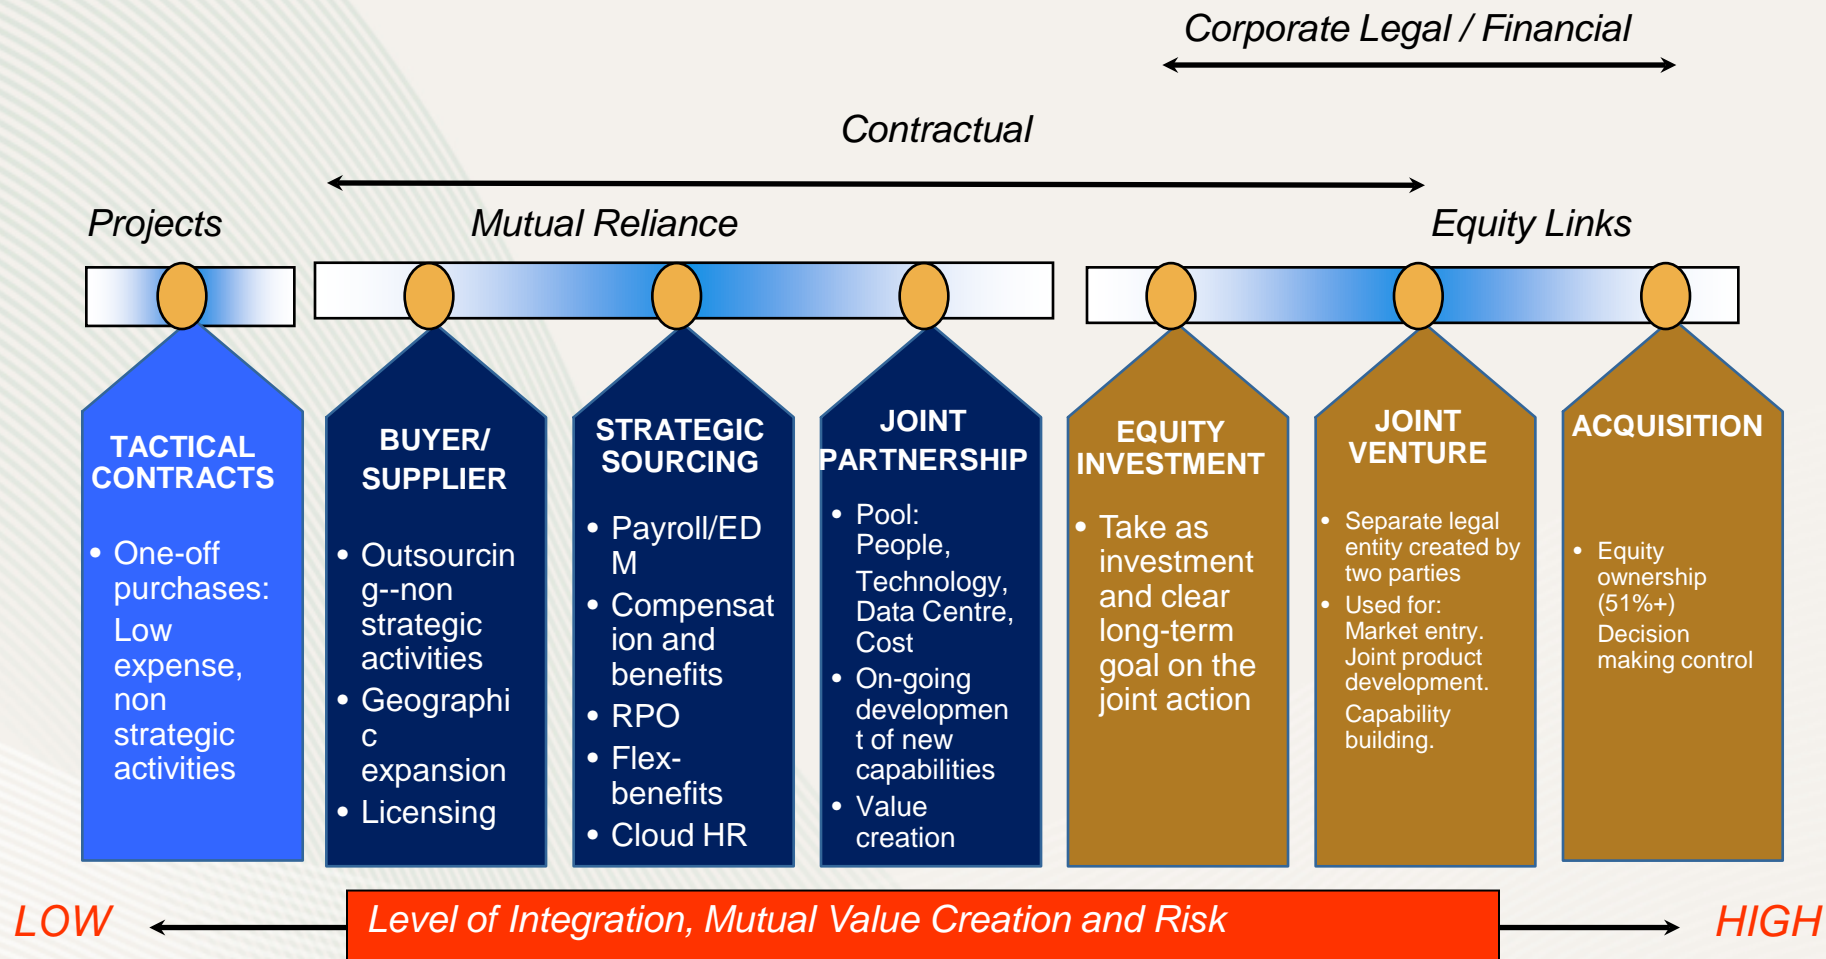 Corporate Legal / Financial
Contractual
Projects
Mutual Reliance
Equity Links
TACTICAL
CONTRACTS
• One-off
purchases:
Low
expense,
non
strategic
activities
BUYER/
SUPPLIER
• Outsourcin
g--non
strategic
activities
• Geographi
c
expansion
• Licensing
STRATEGIC
SOURCING
• Payroll/ED
M
• Compensat
ion and
benefits
• RPO
• Flex-
benefits
• Cloud HR
JOINT
PARTNERSHIP
• Pool:
People,
Technology,
Data Centre,
Cost
• On-going
developmen
t of new
capabilities
• Value
creation
EQUITY
INVESTMENT
• Take as
investment
and clear
long-term
goal on the
joint action
JOINT
VENTURE
• Separate legal
entity created by
two parties
• Used for:
Market entry.
Joint product
development.
Capability
building.
ACQUISITION
• Equity
ownership
(51%+)
Decision
making control
LOW
Level of Integration, Mutual Value Creation and Risk
HIGH